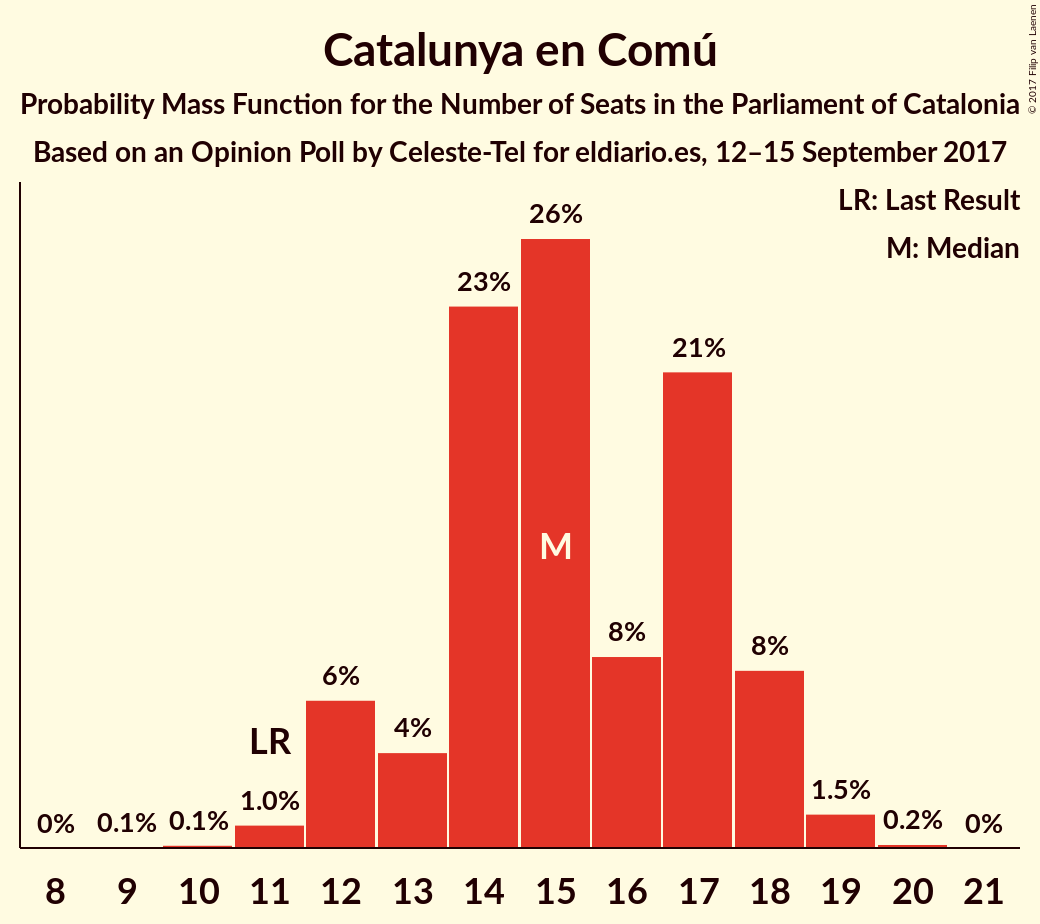 Catalunya en Comú
Probability Mass Function for the Number of Seats in the Parliament of Catalonia
Based on an Opinion Poll by Celeste-Tel for eldiario.es, 12–15 September 2017
© 2017 Filip van Laenen
LR: Last Result
M: Median
26%
23%
21%
M
8%
8%
6%
4%
LR
1.0%
1.5%
0% 0.1% 0.1% 0.2% 0%
8 9 10 11 12 13 14 15 16 17 18 19 20 21